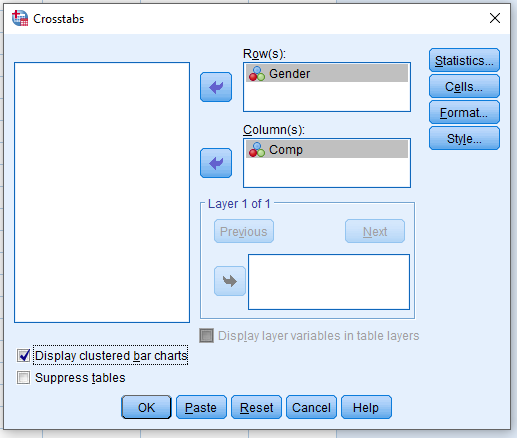 Crosstabs
Row(s):
Gender
Statistics...
Cells...
Format...
Style...
Column(s):
Comp
Layer 1 of 1
Previous
Next
Display layer variables in table layers
Display clustered bar charts
Suppress tables
OK Paste Reset Cancel Help